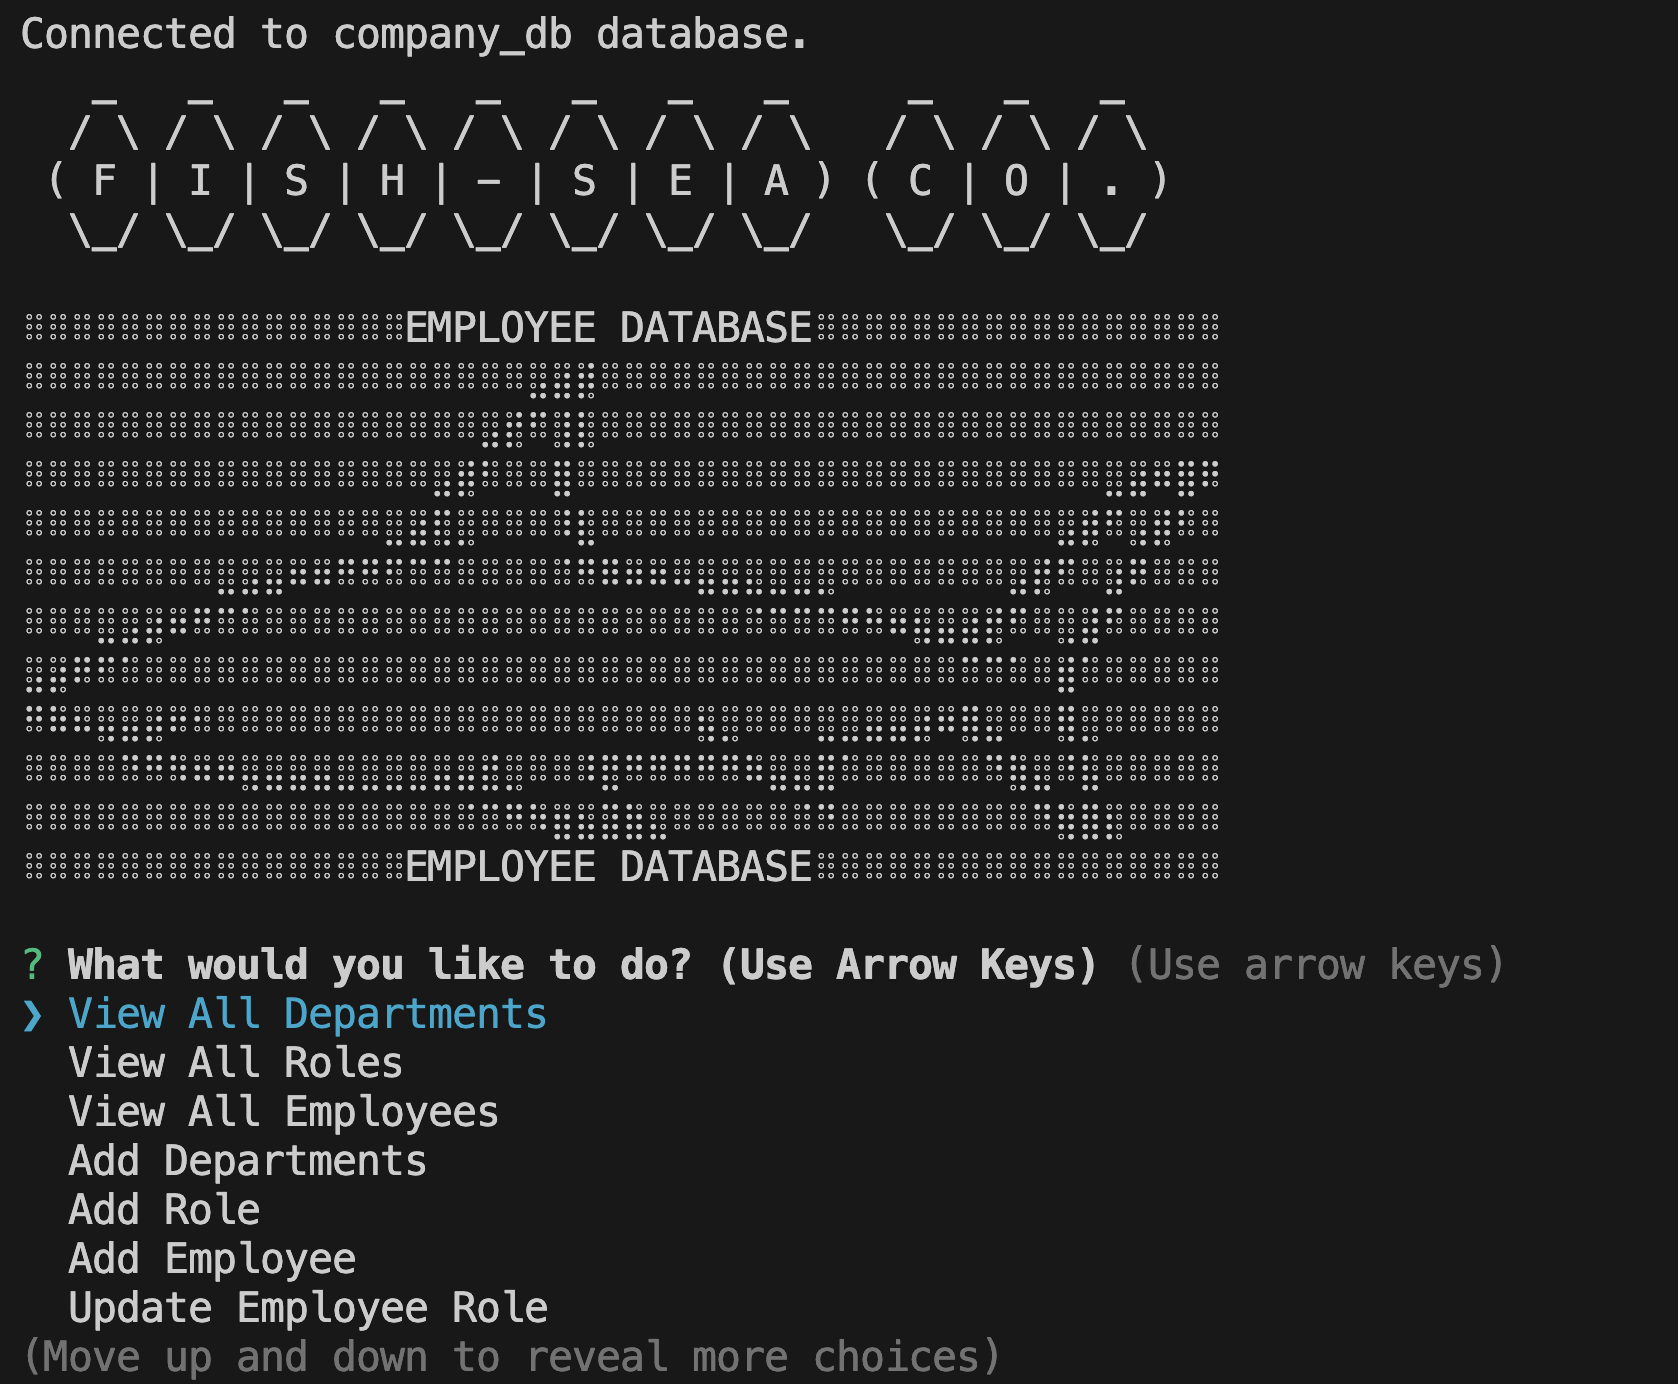 Connected to company_db database.
( F | I | S | H | - | S | E | A ) ( C | O | . )
EMPLOYEE DATABASE
EMPLOYEE DATABASE
? What would you like to do? (Use Arrow Keys) (Use arrow keys)
❯ View All Departments
View All Roles
View All Employees
Add Departments
Add Role
Add Employee
Update Employee Role
(Move up and down to reveal more choices)